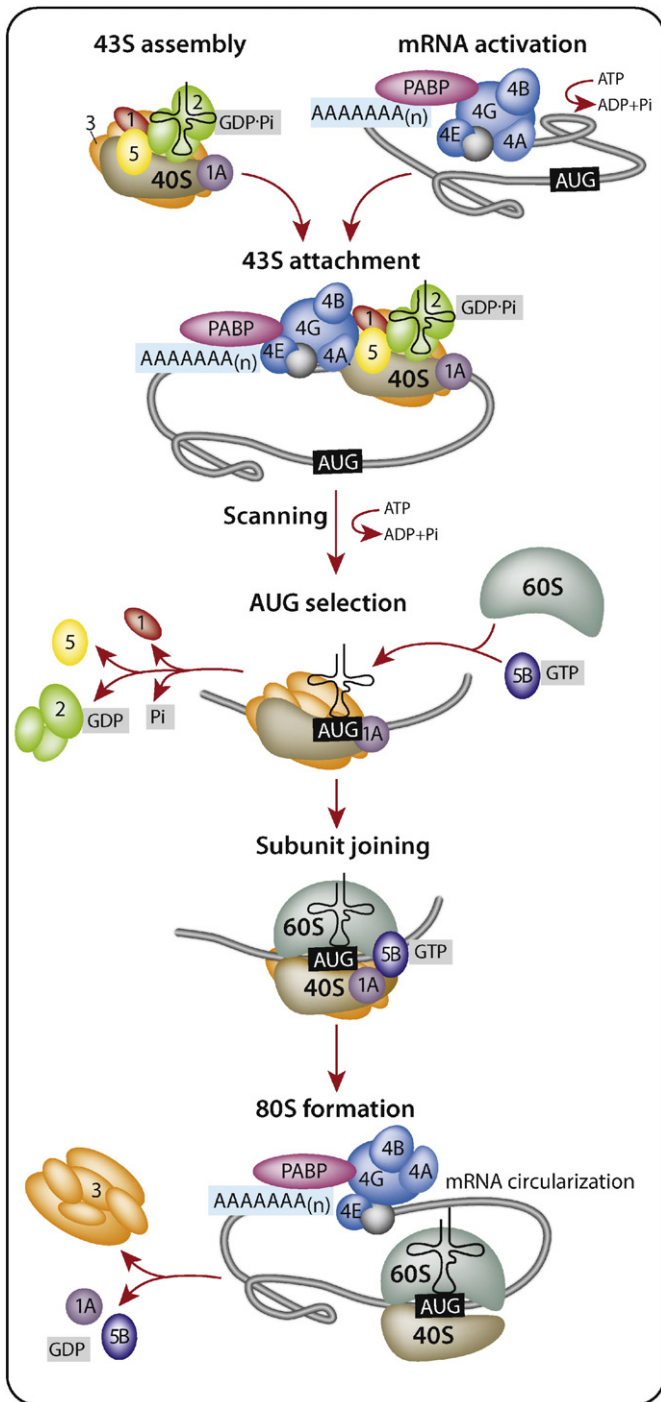 43S assembly
mRNA activation
2
GDP·Pi
1
3
5
40S
1A
PABP
4B
4G
ATP
ADP+Pi
AAAAAAA(n)
4E
4A
AUG
43S attachment
4B
2
GDP·Pi
PABP
4G
1
AAAAAAA(n)
4E
4A
5
40S
1A
AUG
Scanning
ATP
ADP+Pi
AUG selection
60S
5
1
5B
GTP
2
GDP
Pi
AUG
1A
Subunit joining
60S
AUG
5B
GTP
40S
1A
80S formation
4B
PABP
4G
4A
mRNA circularization
3
AAAAAAA(n)
4E
60S
1A
AUG
5B
40S
GDP